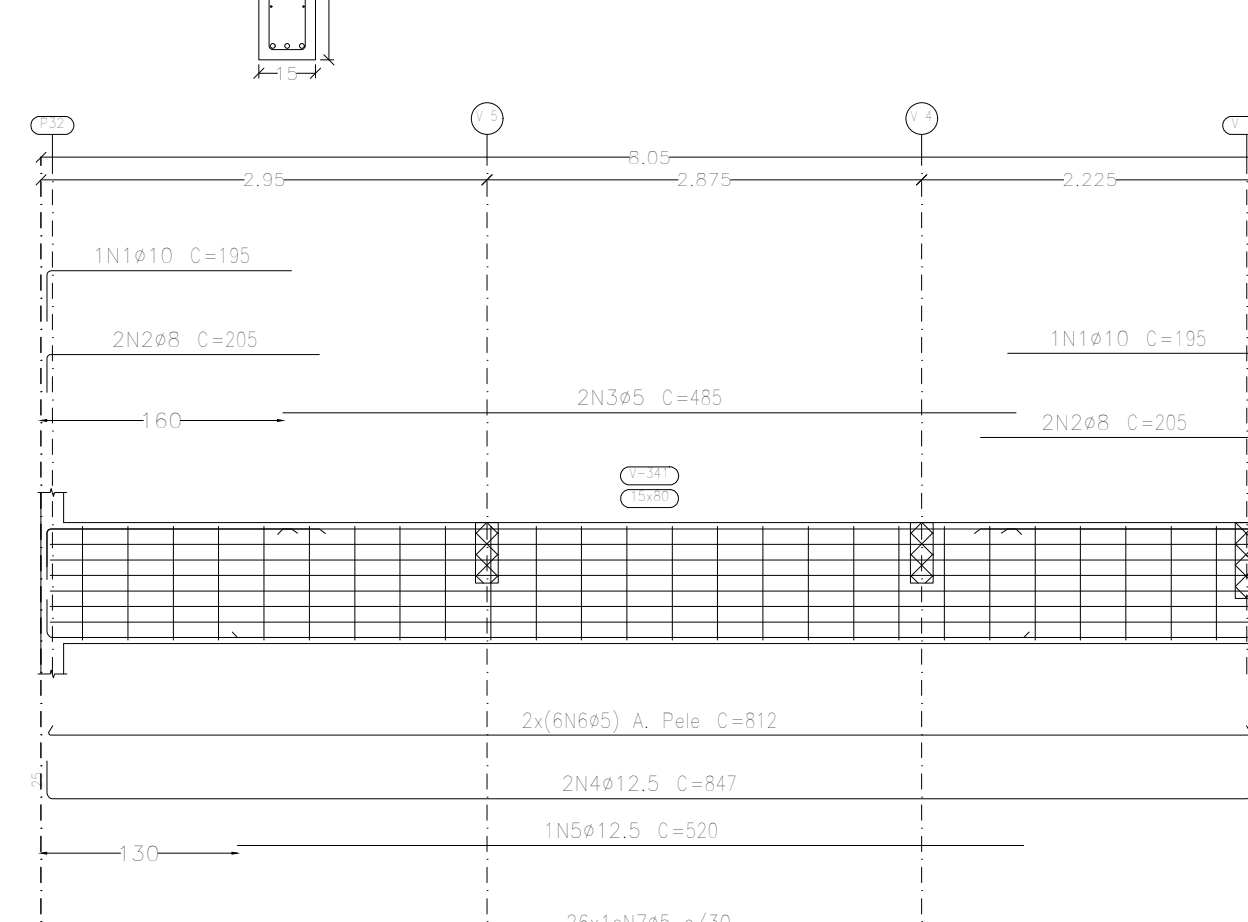 15
P32
V 5
V 4
V
8.05
2.95
2.875
2.225
1N1ø10 C=195
2N2ø8 C=205
1N1ø10 C=195
2N3ø5 C=485
160
2N2ø8 C=205
V-341
15x80
2x(6N6ø5) A. Pele C=812
25
2N4ø12.5 C=847
1N5ø12.5 C=520
130